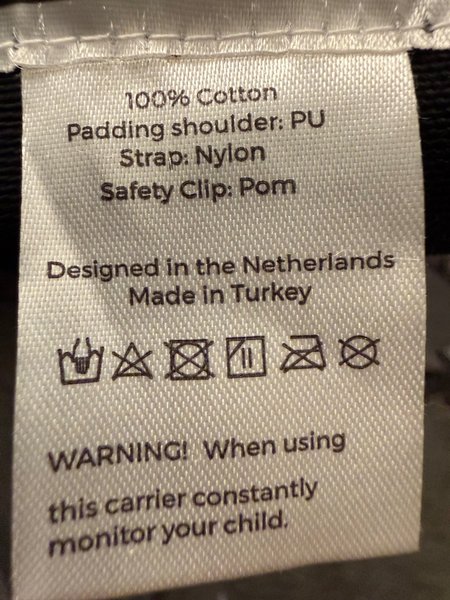 100% Cotton
Padding shoulder: PU
Strap: Nylon
Safety Clip: Pom
Designed in the Netherlands
Made in Turkey
WARNING! When using
this carrier constantly
monitor your child.